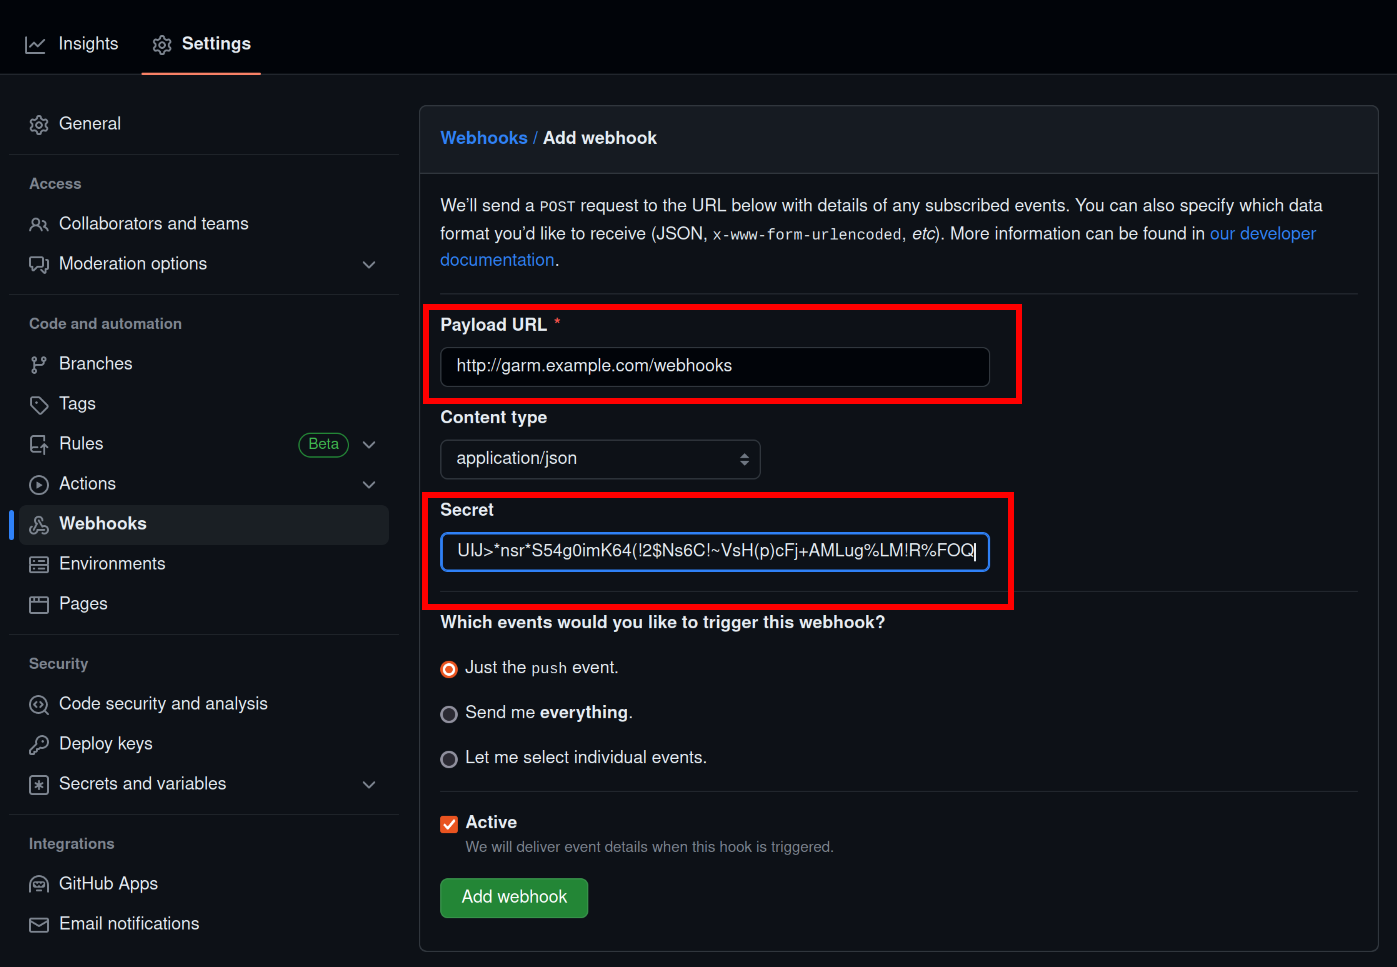 Insights
Settings
General
Access
Collaborators and teams
Moderation options
Code and automation
Branches
Tags
Rules
Beta
Actions
Webhooks
Environments
Pages
Security
Code security and analysis
Deploy keys
Secrets and variables
Integrations
GitHub Apps
Email notifications
Webhooks / Add webhook
We'll send a POST request to the URL below with details of any subscribed events. You can also specify which data
format you'd like to receive (JSON, x-www-form-urlencoded, etc). More information can be found in our developer
documentation.
Payload URL *
http://garm.example.com/webhooks
Content type
application/json
Secret
UIJ>*nsr*S54g0imK64(!2$Ns6C!~VsH(p)cFj+AMLug%LM!R%FOQ
Which events would you like to trigger this webhook?
Just the push event.
Send me everything.
Let me select individual events.
Active
We will deliver event details when this hook is triggered.
Add webhook